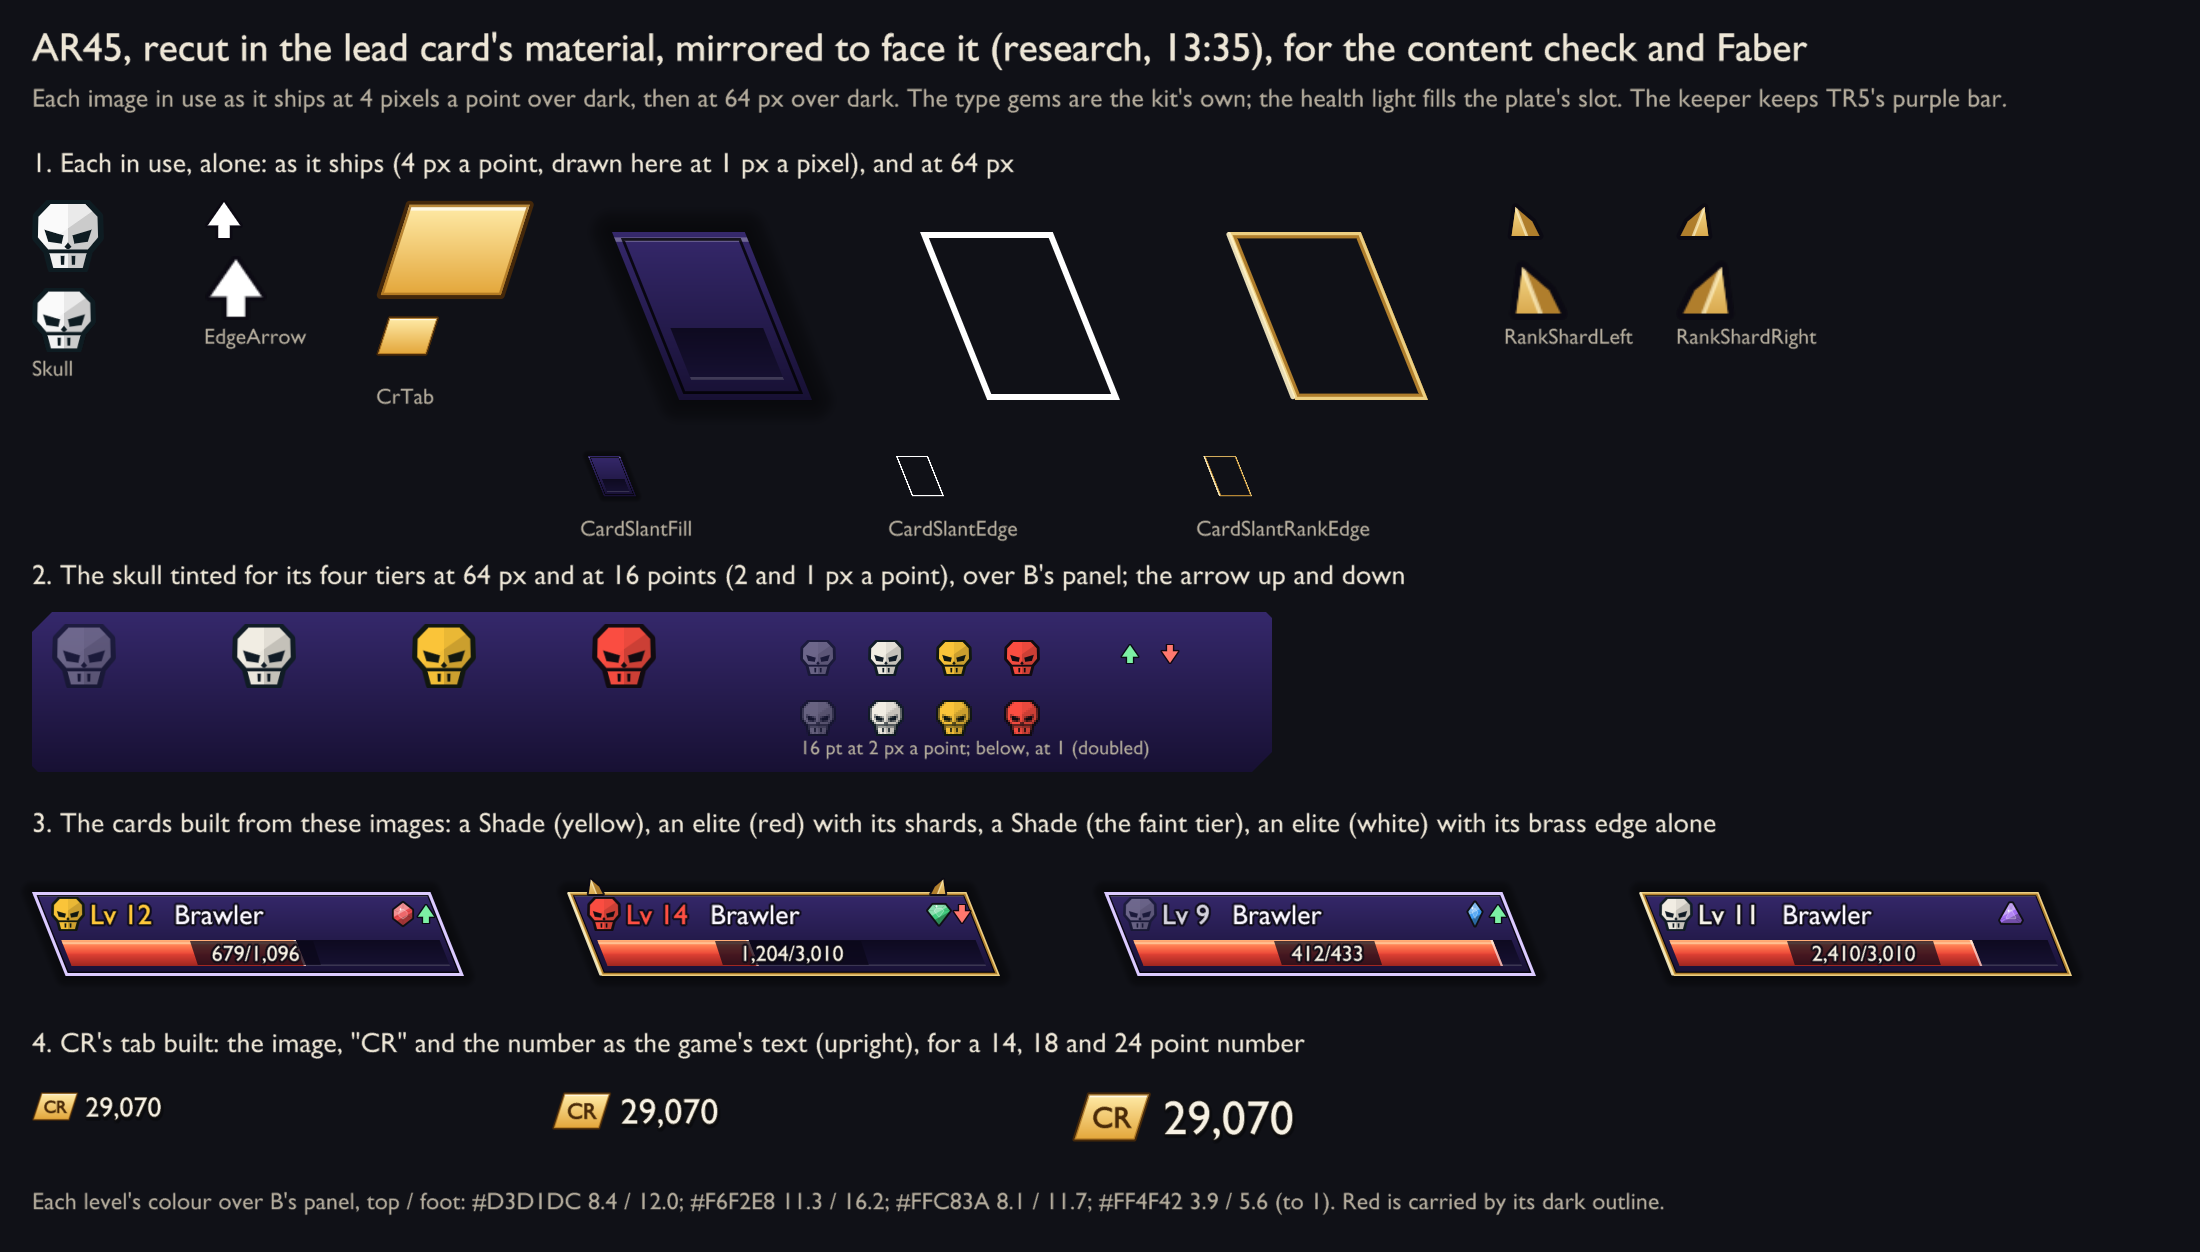 AR45, recut in the lead card's material, mirrored to face it (research, 13:35), for the content check and Faber
Each image in use as it ships at 4 pixels a point over dark, then at 64 px over dark. The type gems are the kit's own; the health light fills the plate's slot. The keeper keeps TR5's purple bar.
1. Each in use, alone: as it ships (4 px a point, drawn here at 1 px a pixel), and at 64 px
EdgeArrow
RankShardLeft
RankShardRight
Skull
CrTab
CardSlantFill
CardSlantEdge
CardSlantRankEdge
2. The skull tinted for its four tiers at 64 px and at 16 points (2 and 1 px a point), over B's panel; the arrow up and down
16 pt at 2 px a point; below, at 1 (doubled)
3. The cards built from these images: a Shade (yellow), an elite (red) with its shards, a Shade (the faint tier), an elite (white) with its brass edge alone
Lv 12 Brawler
679/1,096
Lv 14 Brawler
1,204/3,010
Lv 9 Brawler
412/433
Lv 11 Brawler
2,410/3,010
4. CR's tab built: the image, "CR" and the number as the game's text (upright), for a 14, 18 and 24 point number
CR 29,070
CR 29,070
CR 29,070
Each level's colour over B's panel, top / foot: #D3D1DC 8.4 / 12.0; #F6F2E8 11.3 / 16.2; #FFC83A 8.1 / 11.7; #FF4F42 3.9 / 5.6 (to 1). Red is carried by its dark outline.